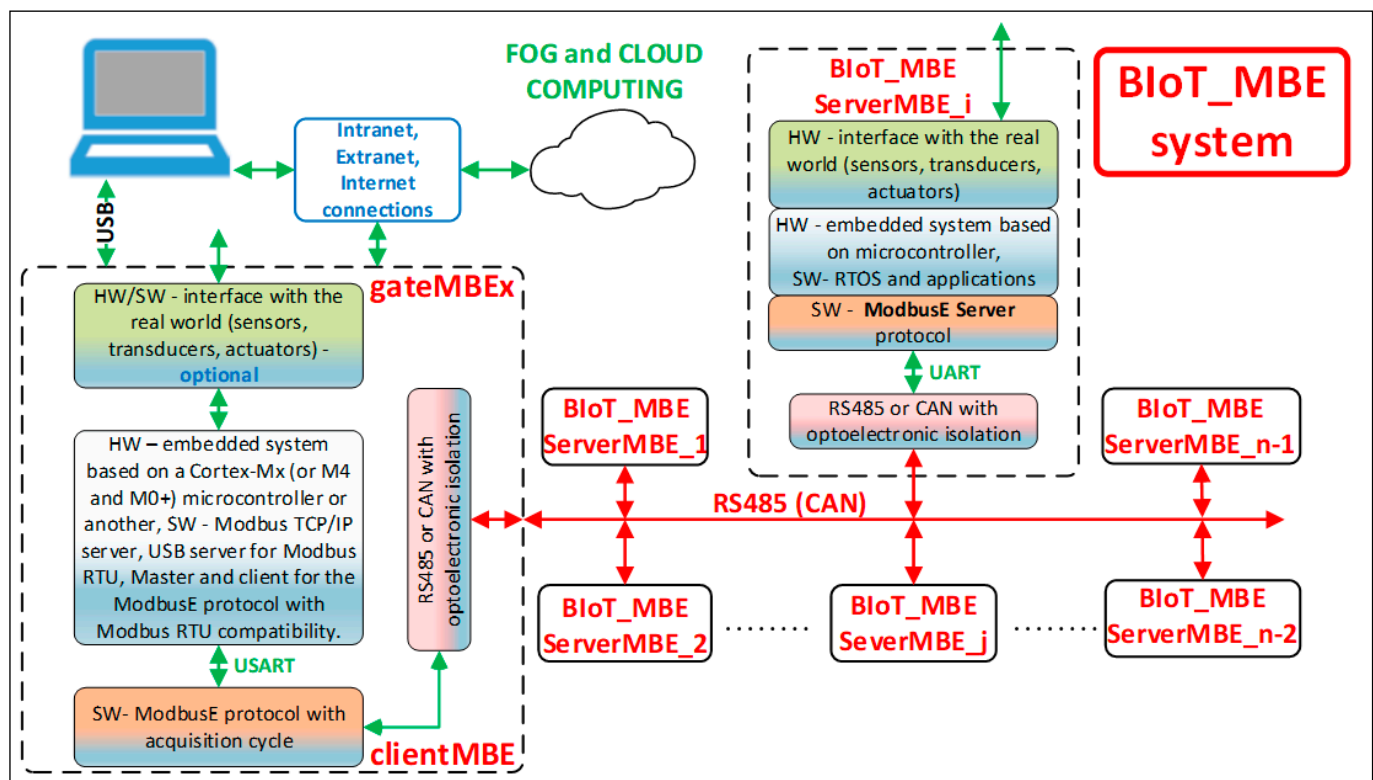 FOG and CLOUD
COMPUTING
Intranet,
Extranet,
Internet
connections
USB
BIoT_MBE
ServerMBE_i
HW - interface with the real
world (sensors, transducers,
actuators)
HW - embedded system based
on microcontroller,
SW- RTOS and applications
SW - ModbusE Server
protocol
UART
RS485 or CAN with
optoelectronic isolation
BIoT_MBE
system
gateMBEx
HW/SW - interface with the
real world (sensors,
transducers, actuators) -
optional
HW – embedded system
based on a Cortex-Mx (or M4
and M0+) microcontroller or
another, SW - Modbus TCP/IP
server, USB server for Modbus
RTU, Master and client for the
ModbusE protocol with
Modbus RTU compatibility.
USART
SW- ModbusE protocol with
acquisition cycle
clientMBE
RS485 or CAN with
optoelectronic isolation
BIoT_MBE
ServerMBE_1
BIoT_MBE
ServerMBE_n-1
RS485 (CAN)
BIoT_MBE
ServerMBE_2
BIoT_MBE
SeverMBE_j
BIoT_MBE
ServerMBE_n-2